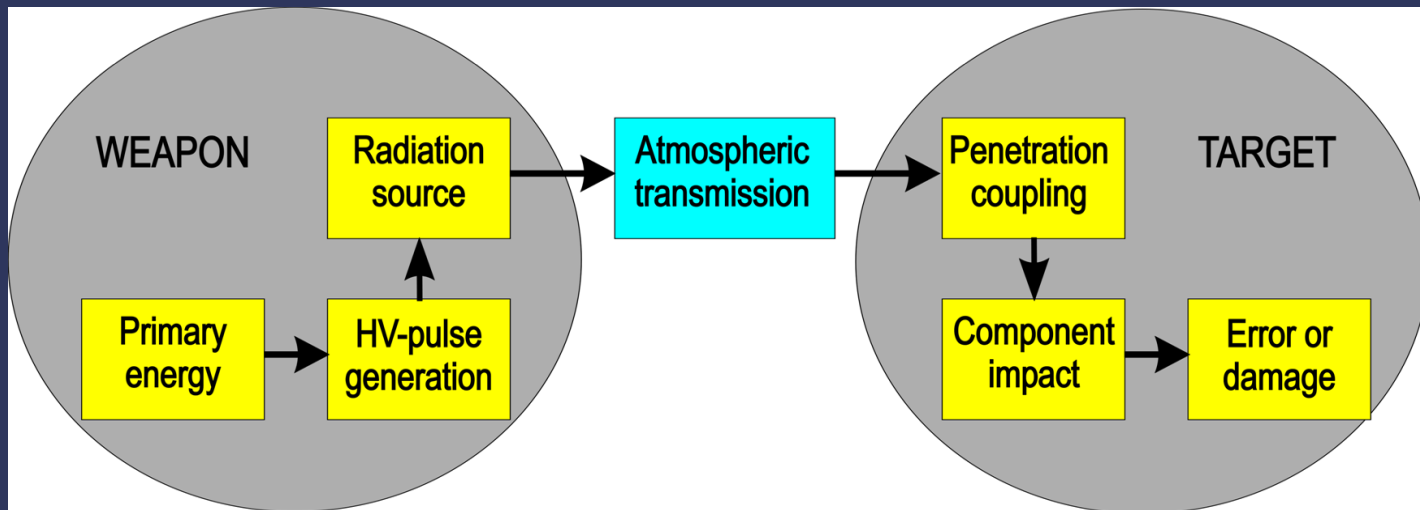 WEAPON
Radiation
source
Atmospheric
transmission
Penetration
coupling
TARGET
Primary
energy
HV-pulse
generation
Component
impact
Error or
damage